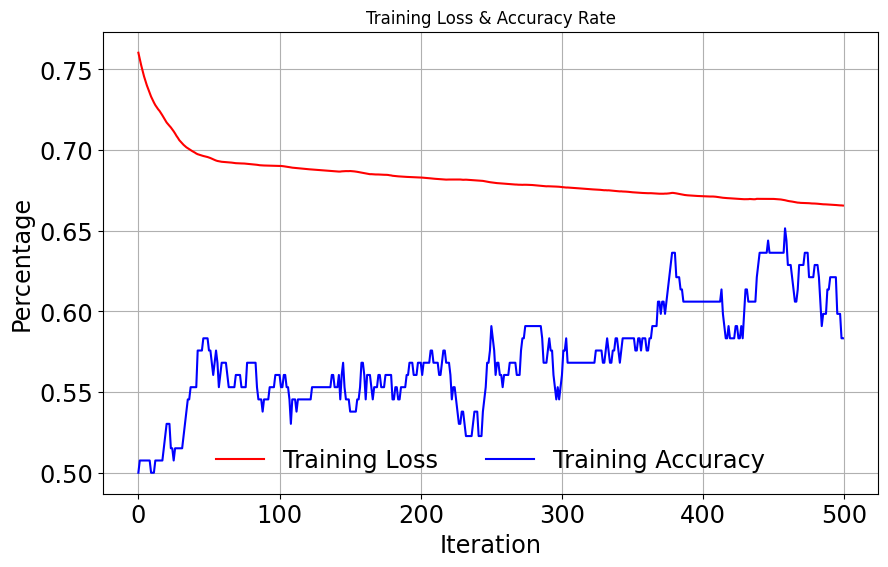 Training Loss & Accuracy Rate
0.75
0.70
0.65
0.60
0.55
0.50
Percentage
Training Loss
Training Accuracy
0
100
200
300
400
500
Iteration